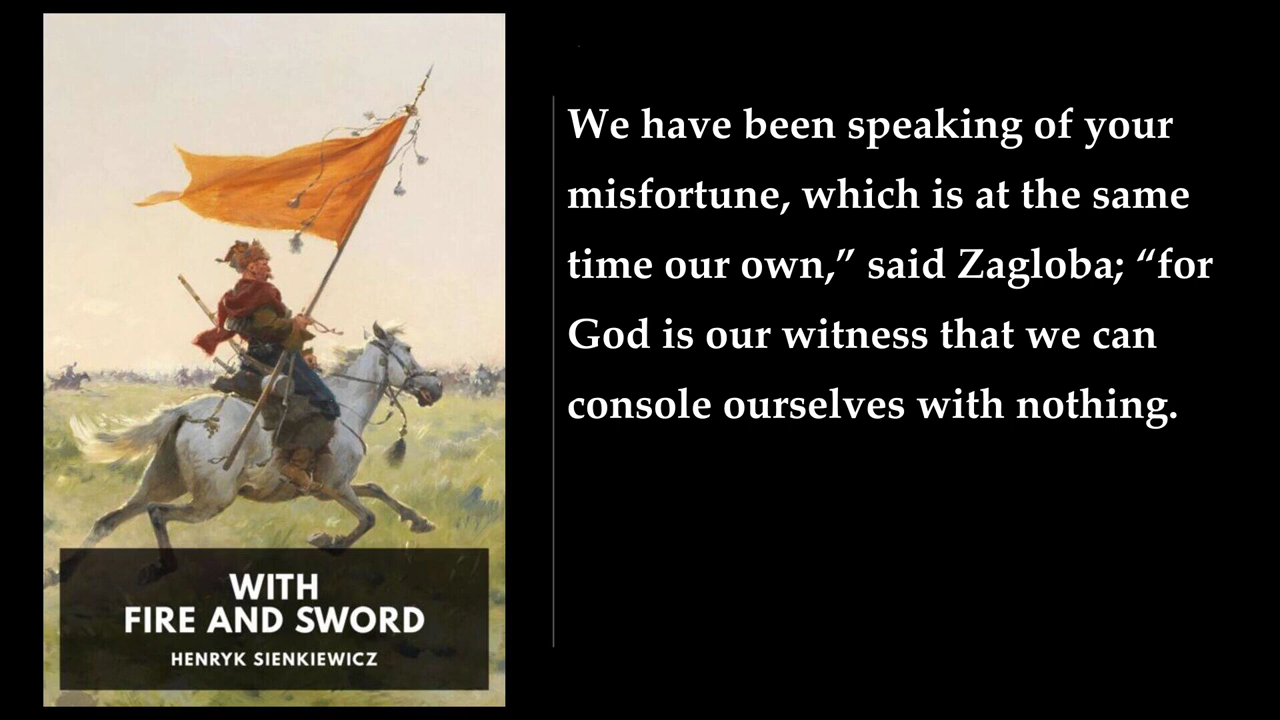 WITH
FIRE AND SWORD
HENRYK SIENKIEWICZ
We have been speaking of your
misfortune, which is at the same
time our own,” said Zagloba; “for
God is our witness that we can
console ourselves with nothing.